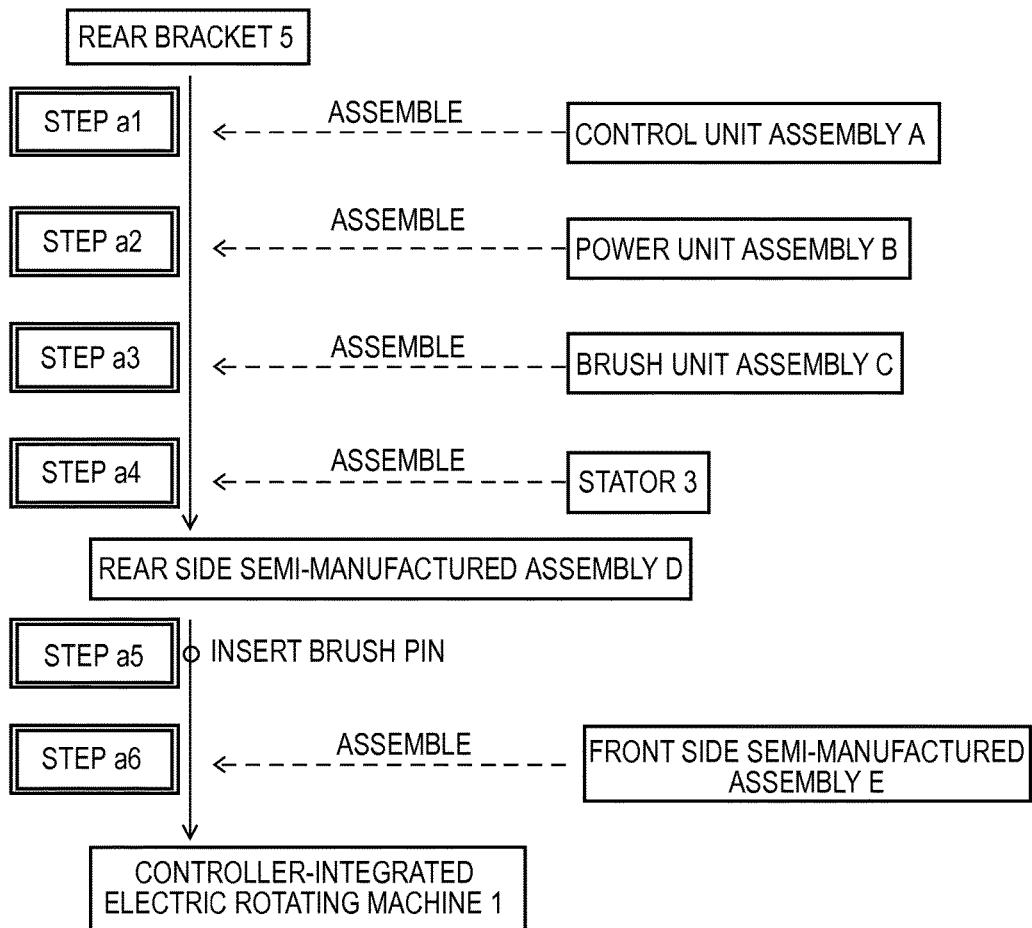 REAR BRACKET 5
STEP a1
ASSEMBLE
CONTROL UNIT ASSEMBLY A
STEP a2
ASSEMBLE
POWER UNIT ASSEMBLY B
STEP a3
ASSEMBLE
BRUSH UNIT ASSEMBLY C
STEP a4
ASSEMBLE
STATOR 3
REAR SIDE SEMI-MANUFACTURED ASSEMBLY D
STEP a5
INSERT BRUSH PIN
STEP a6
ASSEMBLE
FRONT SIDE SEMI-MANUFACTURED
ASSEMBLY E
CONTROLLER-INTEGRATED
ELECTRIC ROTATING MACHINE 1